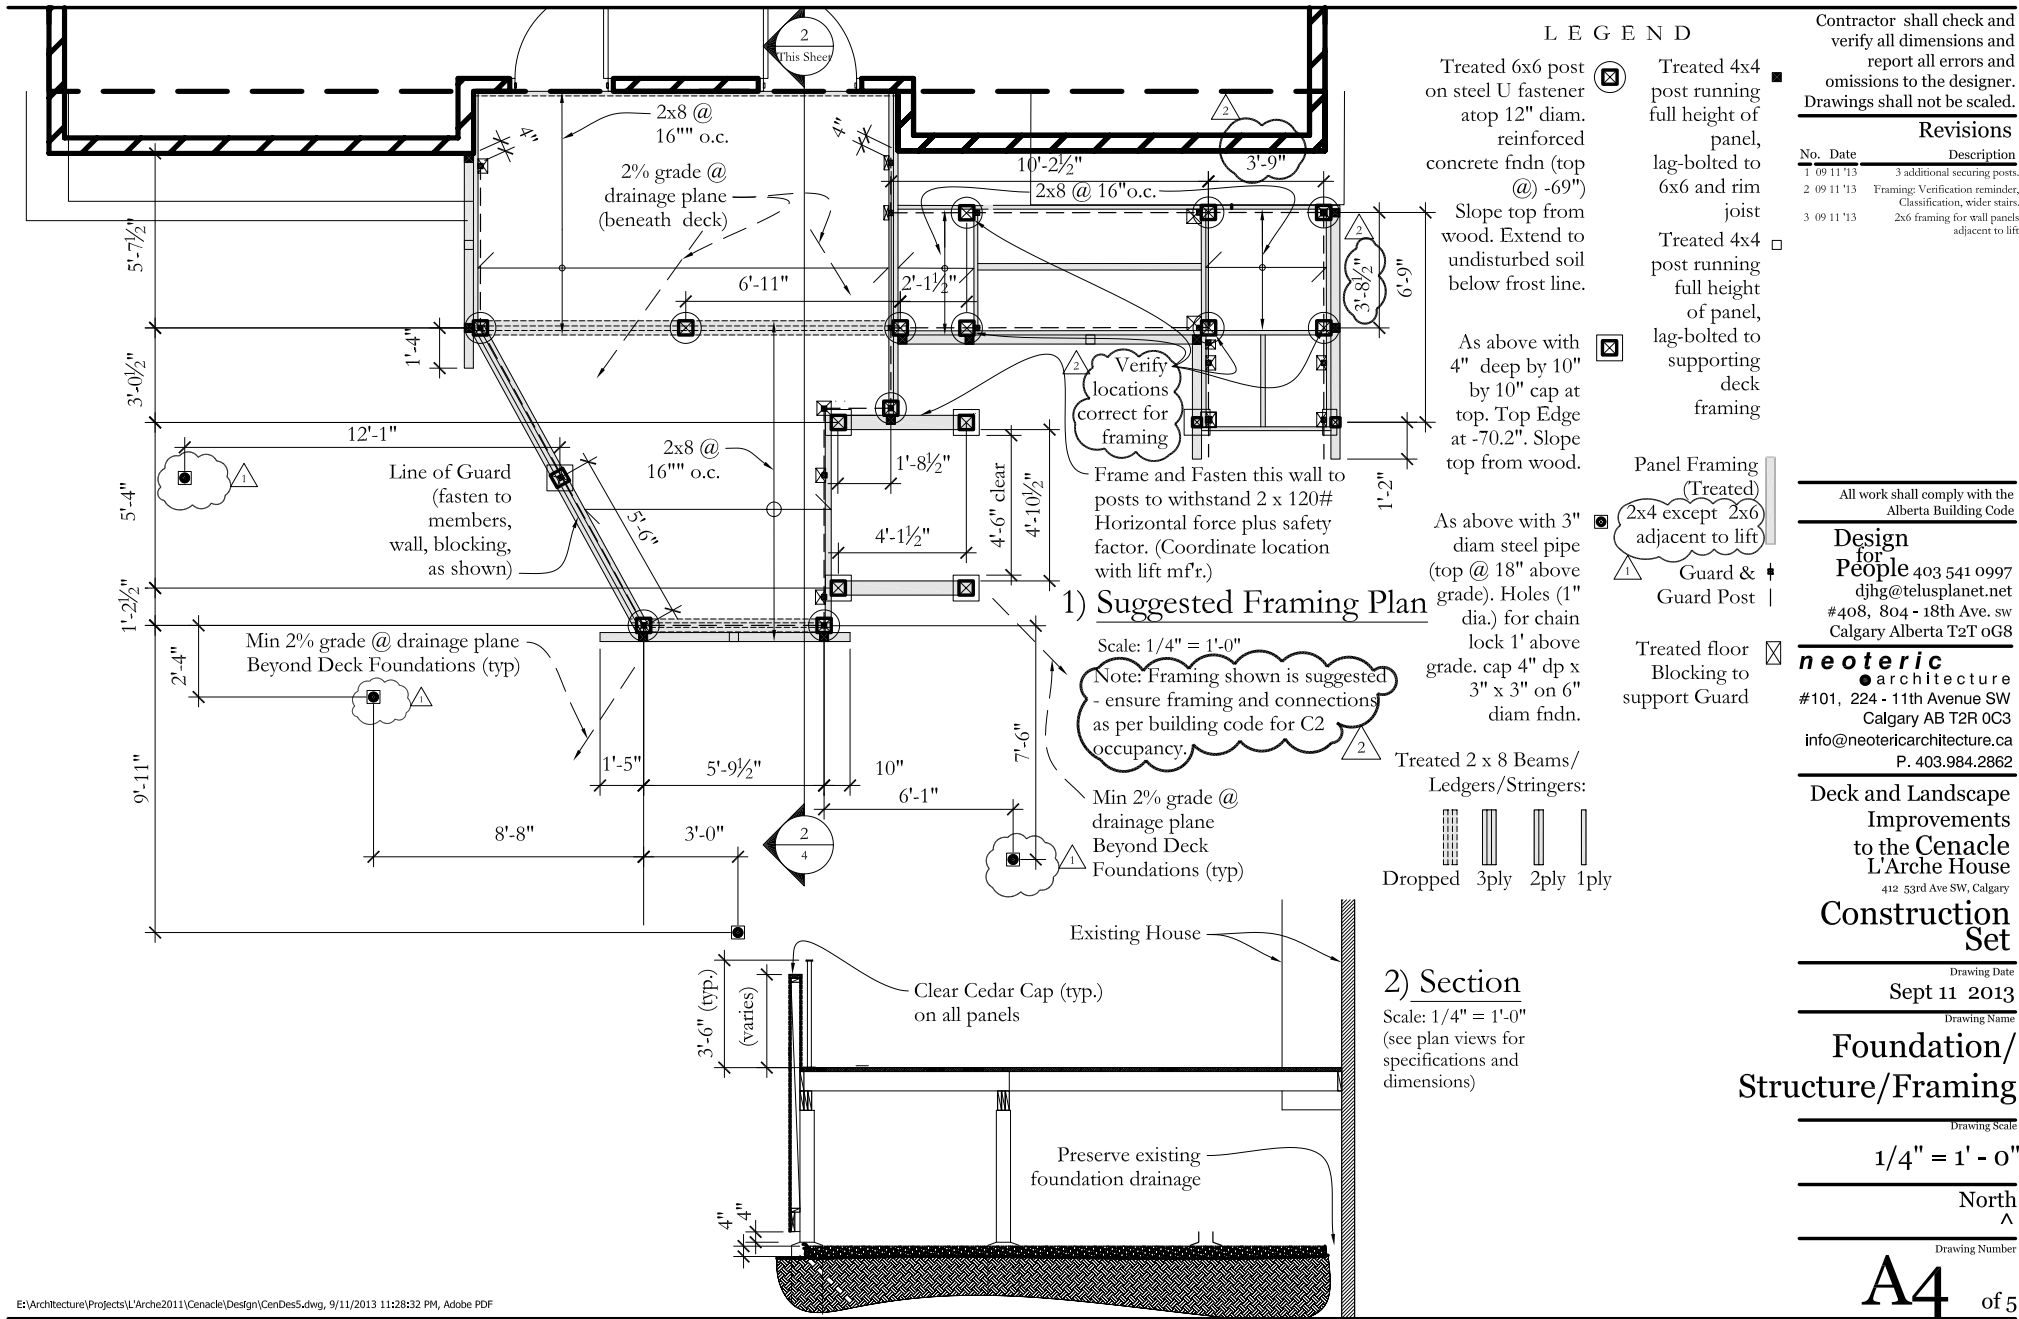 2
This Sheet
2x8 @
16"" o.c.
4"
4"
2% grade @
drainage plane
(beneath deck)
10'-2½"
2
3'-9"
2x8 @ 16"o.c.
5'-7½"
6'-11"
2'-1½"
2
3'-8½"
6'-9"
1'-4"
3'-0½"
2
Verify
locations
correct for
framing
12'-1"
1
Line of Guard
(fasten to
members,
wall, blocking,
as shown)
2x8 @
16"" o.c.
5'-6"
5'-4"
1'-8½"
4'-1½"
4'-6" clear
4'-10½"
1'-2"
Frame and Fasten this wall to
posts to withstand 2 x 120#
Horizontal force plus safety
factor. (Coordinate location
with lift mf'r.)
1'-2½"
1) Suggested Framing Plan
Scale: 1/4" = 1'-0"
Note: Framing shown is suggested
- ensure framing and connections
as per building code for C2
occupancy.
2
Min 2% grade @ drainage plane
Beyond Deck Foundations (typ)
2'-4"
1
9'-11"
1'-5"
5'-9½"
10"
7'-6"
6'-1"
8'-8"
3'-0"
2
4
1
Min 2% grade @
drainage plane
Beyond Deck
Foundations (typ)
Existing House
Clear Cedar Cap (typ.)
on all panels
3'-6" (typ.)
(varies)
2) Section
Scale: 1/4" = 1'-0"
(see plan views for
specifications and
dimensions)
Preserve existing
foundation drainage
4"
4"
LEGEND
Treated 6x6 post
on steel U fastener
atop 12" diam.
reinforced
concrete fndn (top
@) -69")
Slope top from
wood. Extend to
undisturbed soil
below frost line.
As above with
4" deep by 10"
by 10" cap at
top. Top Edge
at -70.2". Slope
top from wood.
As above with 3"
diam steel pipe
(top @ 18" above
grade). Holes (1"
dia.) for chain
lock 1' above
grade. cap 4" dp x
3" x 3" on 6"
diam fndn.
Treated 4x4
post running
full height of
panel,
lag-bolted to
6x6 and rim
joist
Treated 4x4
post running
full height
of panel,
lag-bolted to
supporting
deck
framing
Panel Framing
(Treated)
2x4 except 2x6
adjacent to lift
1
Guard &
Guard Post
Treated floor
Blocking to
support Guard
Treated 2 x 8 Beams/
Ledgers/Stringers:
Dropped 3ply 2ply 1ply
Contractor shall check and
verify all dimensions and
report all errors and
omissions to the designer.
Drawings shall not be scaled.
Revisions
No. Date Description
1 09 11 '13 3 additional securing posts.
2 09 11 '13 Framing: Verification reminder,
Classification, wider stairs.
3 09 11 '13 2x6 framing for wall panels
adjacent to lift
All work shall comply with the
Alberta Building Code
Design
for
People 403 541 0997
djhg@telusplanet.net
#408, 804 - 18th Ave. sw
Calgary Alberta T2T 0G8
neoteric
architecture
#101, 224 - 11th Avenue SW
Calgary AB T2R 0C3
info@neotericarchitecture.ca
P. 403.984.2862
Deck and Landscape
Improvements
to the Cenacle
L'Arche House
412 53rd Ave SW, Calgary
Construction
Set
Drawing Date
Sept 11 2013
Drawing Name
Foundation/
Structure/Framing
Drawing Scale
1/4" = 1' - 0"
North
^
Drawing Number
A4 of 5
E:\Architecture\Projects\L'Arche2011\Cenacle\Design\CenDes5.dwg, 9/11/2013 11:28:32 PM, Adobe PDF